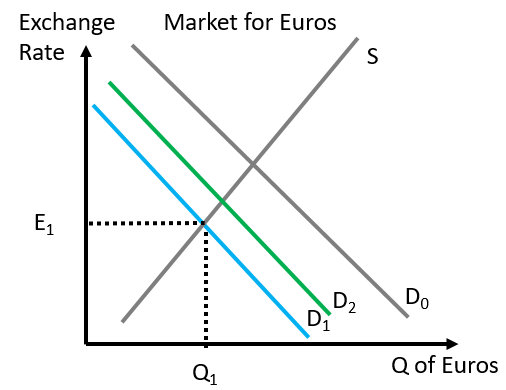 Exchange
Rate
Market for Euros
S
E₁
D₀
D₂
D₁
Q of Euros
Q₁